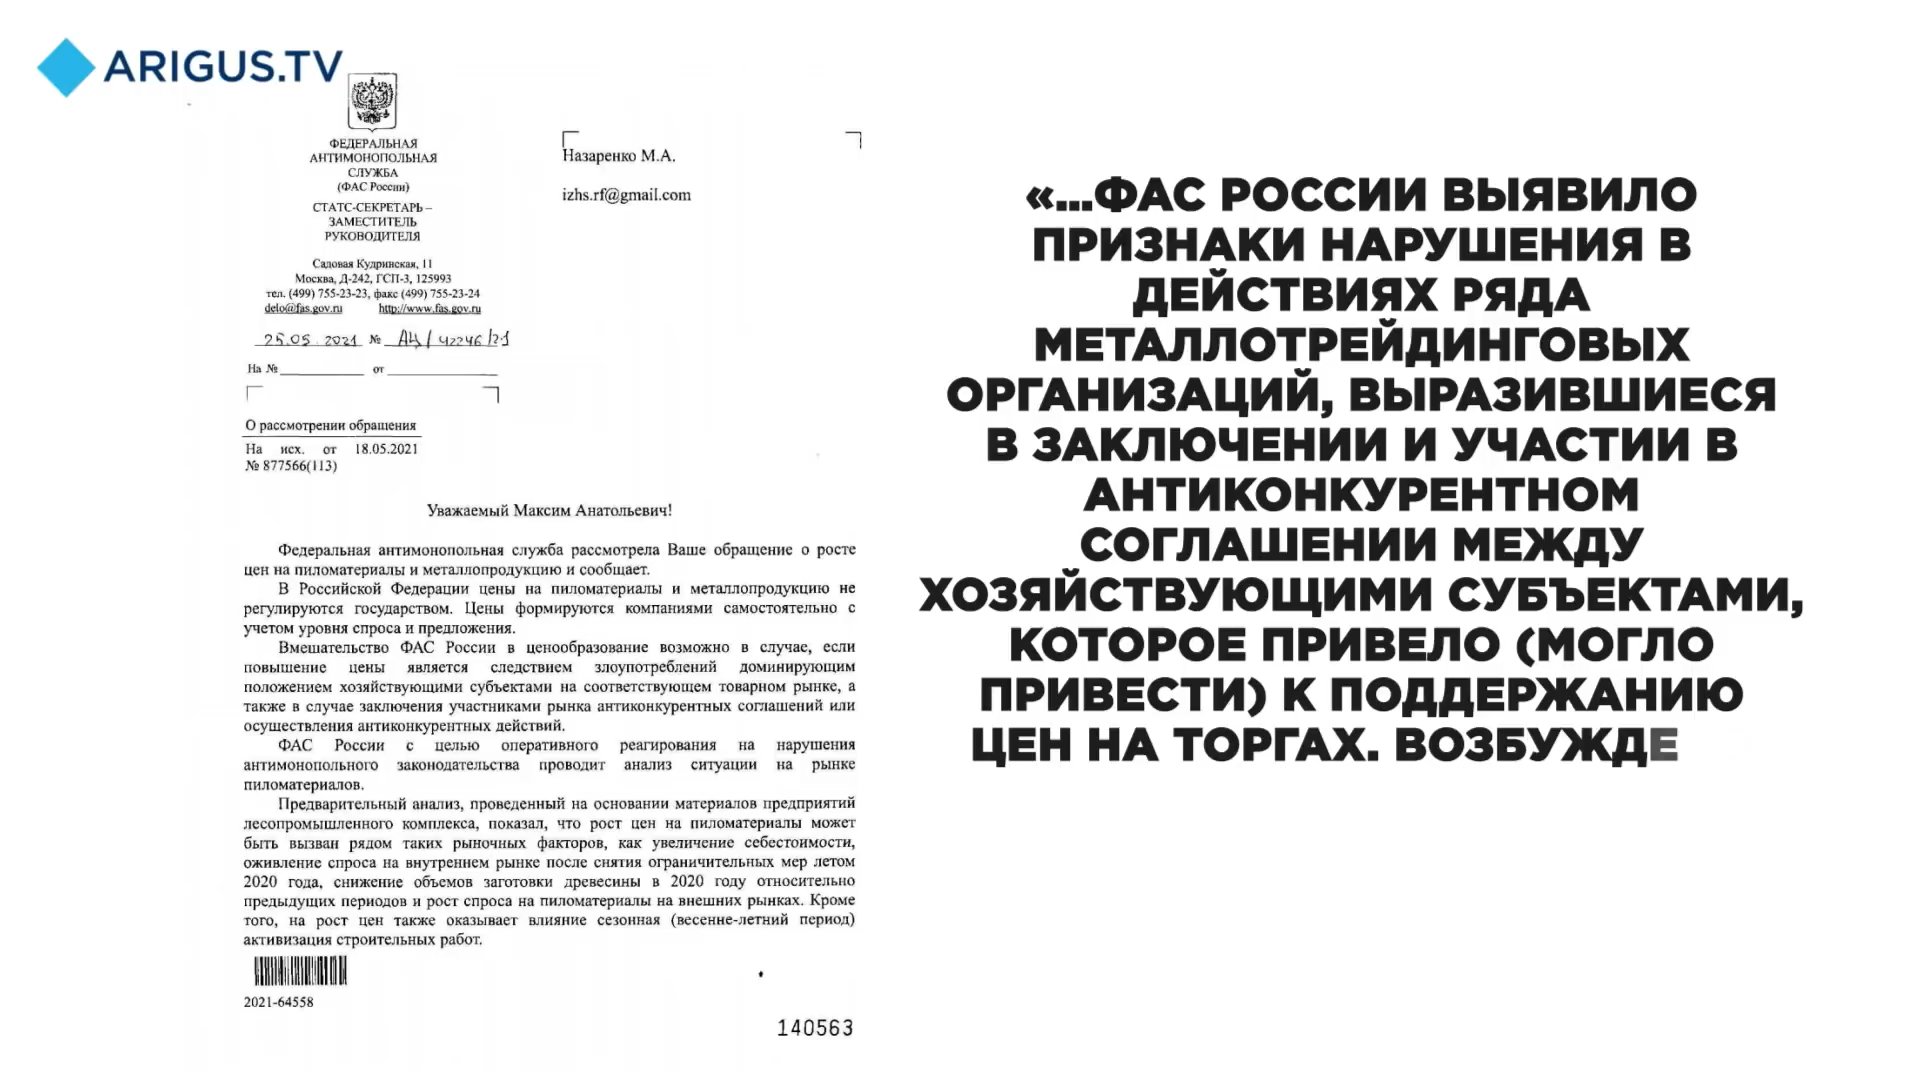 ARIGUS.TV
ФЕДЕРАЛЬНАЯ
АНТИМОНОПОЛЬНАЯ
СЛУЖБА
(ФАС России)
СТАТС-СЕКРЕТАРЬ –
ЗАМЕСТИТЕЛЬ
РУКОВОДИТЕЛЯ
Садовая Кудринская, 11
Москва, Д-242, ГСП-3, 125993
тел. (499) 755-23-23, факс (499) 755-23-24
delo@fas.gov.ru http://www.fas.gov.ru
25.05.2021 № АЦ/42246/21
На № от
О рассмотрении обращения
На исх. от 18.05.2021
№ 877566(113)
Назаренко М.А.
izhs.rf@gmail.com
Уважаемый Максим Анатольевич!
Федеральная антимонопольная служба рассмотрела Ваше обращение о росте
цен на пиломатериалы и металлопродукцию и сообщает.
В Российской Федерации цены на пиломатериалы и металлопродукцию не
регулируются государством. Цены формируются компаниями самостоятельно с
учетом уровня спроса и предложения.
Вмешательство ФАС России в ценообразование возможно в случае, если
повышение цены является следствием злоупотреблений доминирующим
положением хозяйствующими субъектами на соответствующем товарном рынке, а
также в случае заключения участниками рынка антиконкурентных соглашений или
осуществления антиконкурентных действий.
ФАС России с целью оперативного реагирования на нарушения
антимонопольного законодательства проводит анализ ситуации на рынке
пиломатериалов.
Предварительный анализ, проведенный на основании материалов предприятий
лесопромышленного комплекса, показал, что рост цен на пиломатериалы может
быть вызван рядом таких рыночных факторов, как увеличение себестоимости,
оживление спроса на внутреннем рынке после снятия ограничительных мер летом
2020 года, снижение объемов заготовки древесины в 2020 году относительно
предыдущих периодов и рост спроса на пиломатериалы на внешних рынках. Кроме
того, на рост цен также оказывает влияние сезонная (весенне-летний период)
активизация строительных работ.
2021-64558
140563
«...ФАС РОССИИ ВЫЯВИЛО
ПРИЗНАКИ НАРУШЕНИЯ В
ДЕЙСТВИЯХ РЯДА
МЕТАЛЛОТРЕЙДИНГОВЫХ
ОРГАНИЗАЦИЙ, ВЫРАЗИВШИЕСЯ
В ЗАКЛЮЧЕНИИ И УЧАСТИИ В
АНТИКОНКУРЕНТНОМ
СОГЛАШЕНИИ МЕЖДУ
ХОЗЯЙСТВУЮЩИМИ СУБЪЕКТАМИ,
КОТОРОЕ ПРИВЕЛО (МОГЛО
ПРИВЕСТИ) К ПОДДЕРЖАНИЮ
ЦЕН НА ТОРГАХ. ВОЗБУЖДЕ